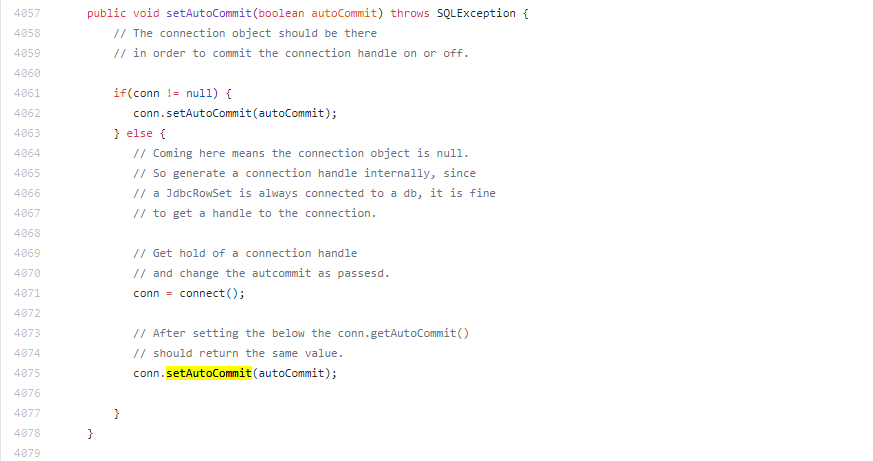 4057 public void setAutoCommit(boolean autoCommit) throws SQLException {
4058 // The connection object should be there
4059 // in order to commit the connection handle on or off.
4060
4061 if(conn != null) {
4062 conn.setAutoCommit(autoCommit);
4063 } else {
4064 // Coming here means the connection object is null.
4065 // So generate a connection handle internally, since
4066 // a JdbcRowSet is always connected to a db, it is fine
4067 // to get a handle to the connection.
4068
4069 // Get hold of a connection handle
4070 // and change the autcommit as passesd.
4071 conn = connect();
4072
4073 // After setting the below the conn.getAutoCommit()
4074 // should return the same value.
4075 conn.setAutoCommit(autoCommit);
4076
4077 }
4078 }
4079